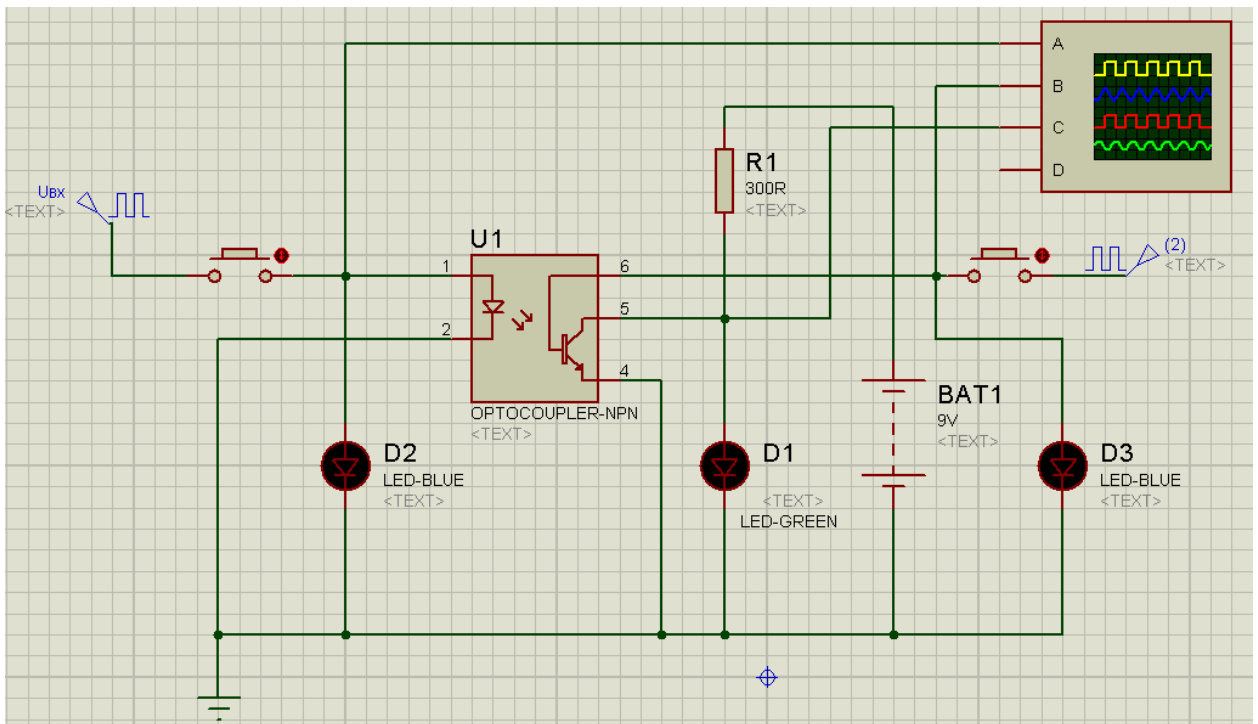 A
B
C
D
R1
300R
<TEXT>
UBX
<TEXT>
U1
1
2
6
5
4
OPTOCOUPLER-NPN
<TEXT>
(2)
<TEXT>
BAT1
9V
<TEXT>
D2
LED-BLUE
<TEXT>
D1
<TEXT>
LED-GREEN
D3
LED-BLUE
<TEXT>